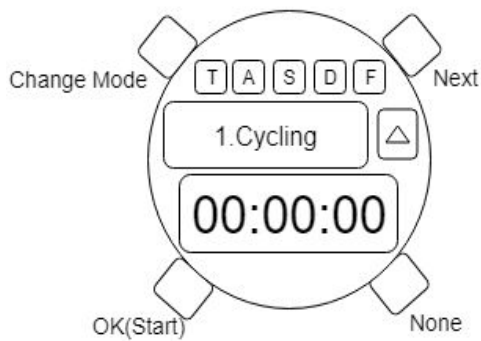 T A S D F
Change Mode
Next
1.Cycling
00:00:00
OK(Start)
None